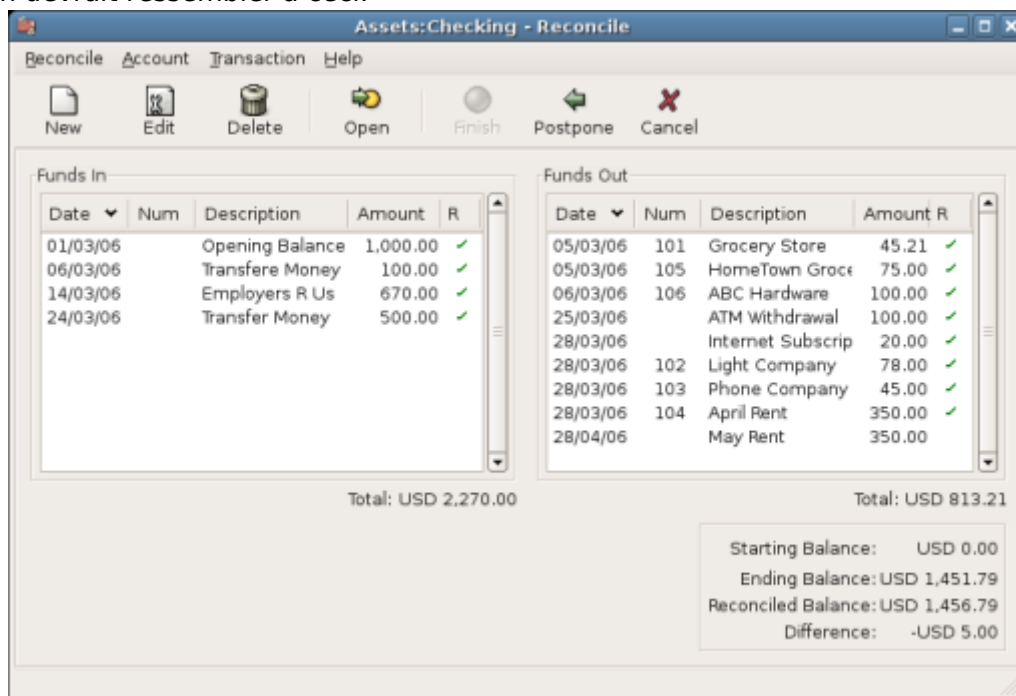 devrait ressembler à ceci
Assets:Checking - Reconcile
Reconcile Account Transaction Help
New Edit Delete Open Finish Postpone Cancel
Funds In
Date Num Description Amount R
01/03/06 Opening Balance 1,000.00
06/03/06 Transfere Money 100.00
14/03/06 Employers R Us 670.00
24/03/06 Transfer Money 500.00
Total: USD 2,270.00
Funds Out
Date Num Description Amount R
05/03/06 101 Grocery Store 45.21
05/03/06 105 HomeTown Groce 75.00
06/03/06 106 ABC Hardware 100.00
25/03/06 ATM Withdrawal 100.00
28/03/06 Internet Subscrip 20.00
28/03/06 102 Light Company 78.00
28/03/06 103 Phone Company 45.00
28/03/06 104 April Rent 350.00
28/04/06 May Rent 350.00
Total: USD 813.21
Starting Balance: USD 0.00
Ending Balance: USD 1,451.79
Reconciled Balance: USD 1,456.79
Difference: -USD 5.00